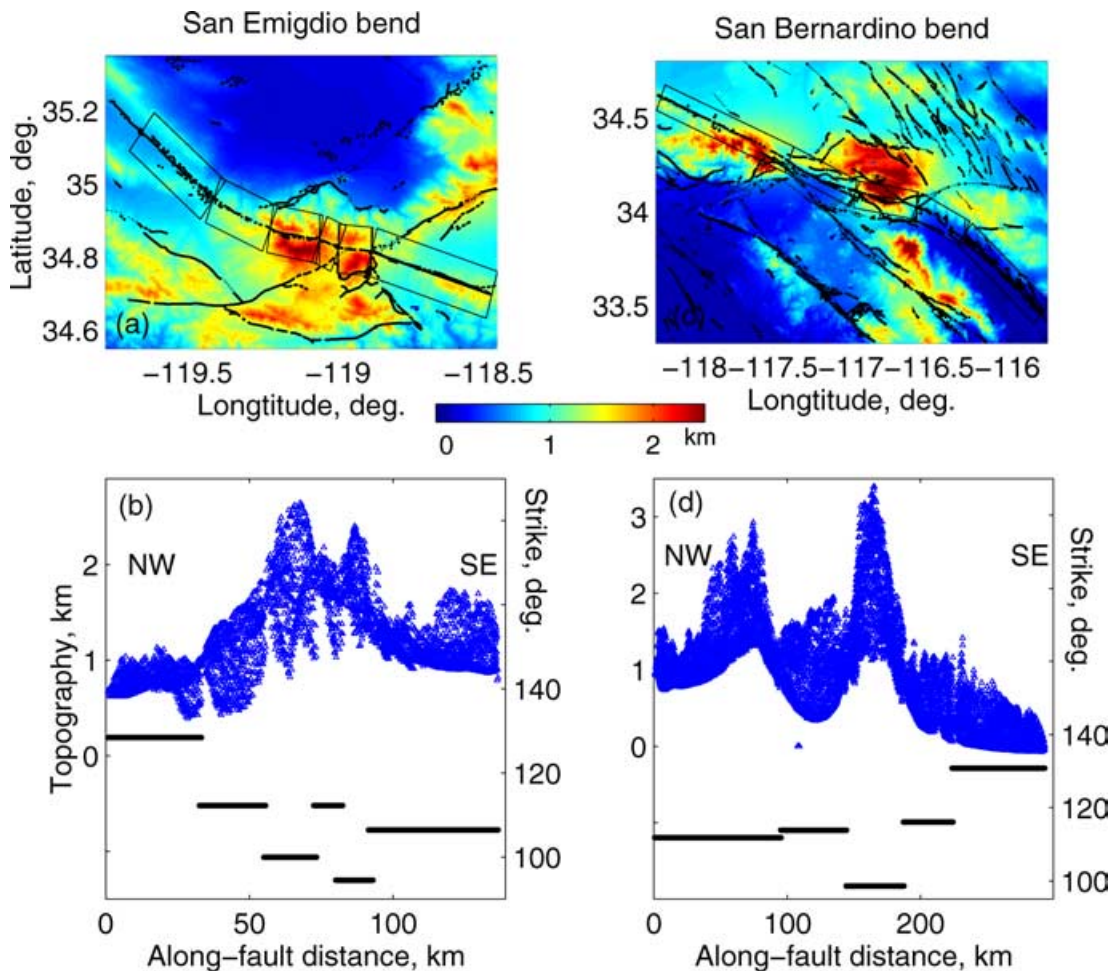 San Emigdio bend
San Bernardino bend
Latitude, deg.
35.2
35
34.8
34.6
(a)
−119.5 −119 −118.5
Longtitude, deg.
34.5
34
33.5
(c)
−118 −117.5 −117 −116.5 −116
Longtitude, deg.
0 1 2 km
(b)
NW SE
Topography, km
2
1
0
Strike, deg.
140
120
100
0 50 100
Along−fault distance, km
(d)
NW SE
3
2
1
0
Strike, deg.
140
120
100
0 100 200
Along−fault distance, km